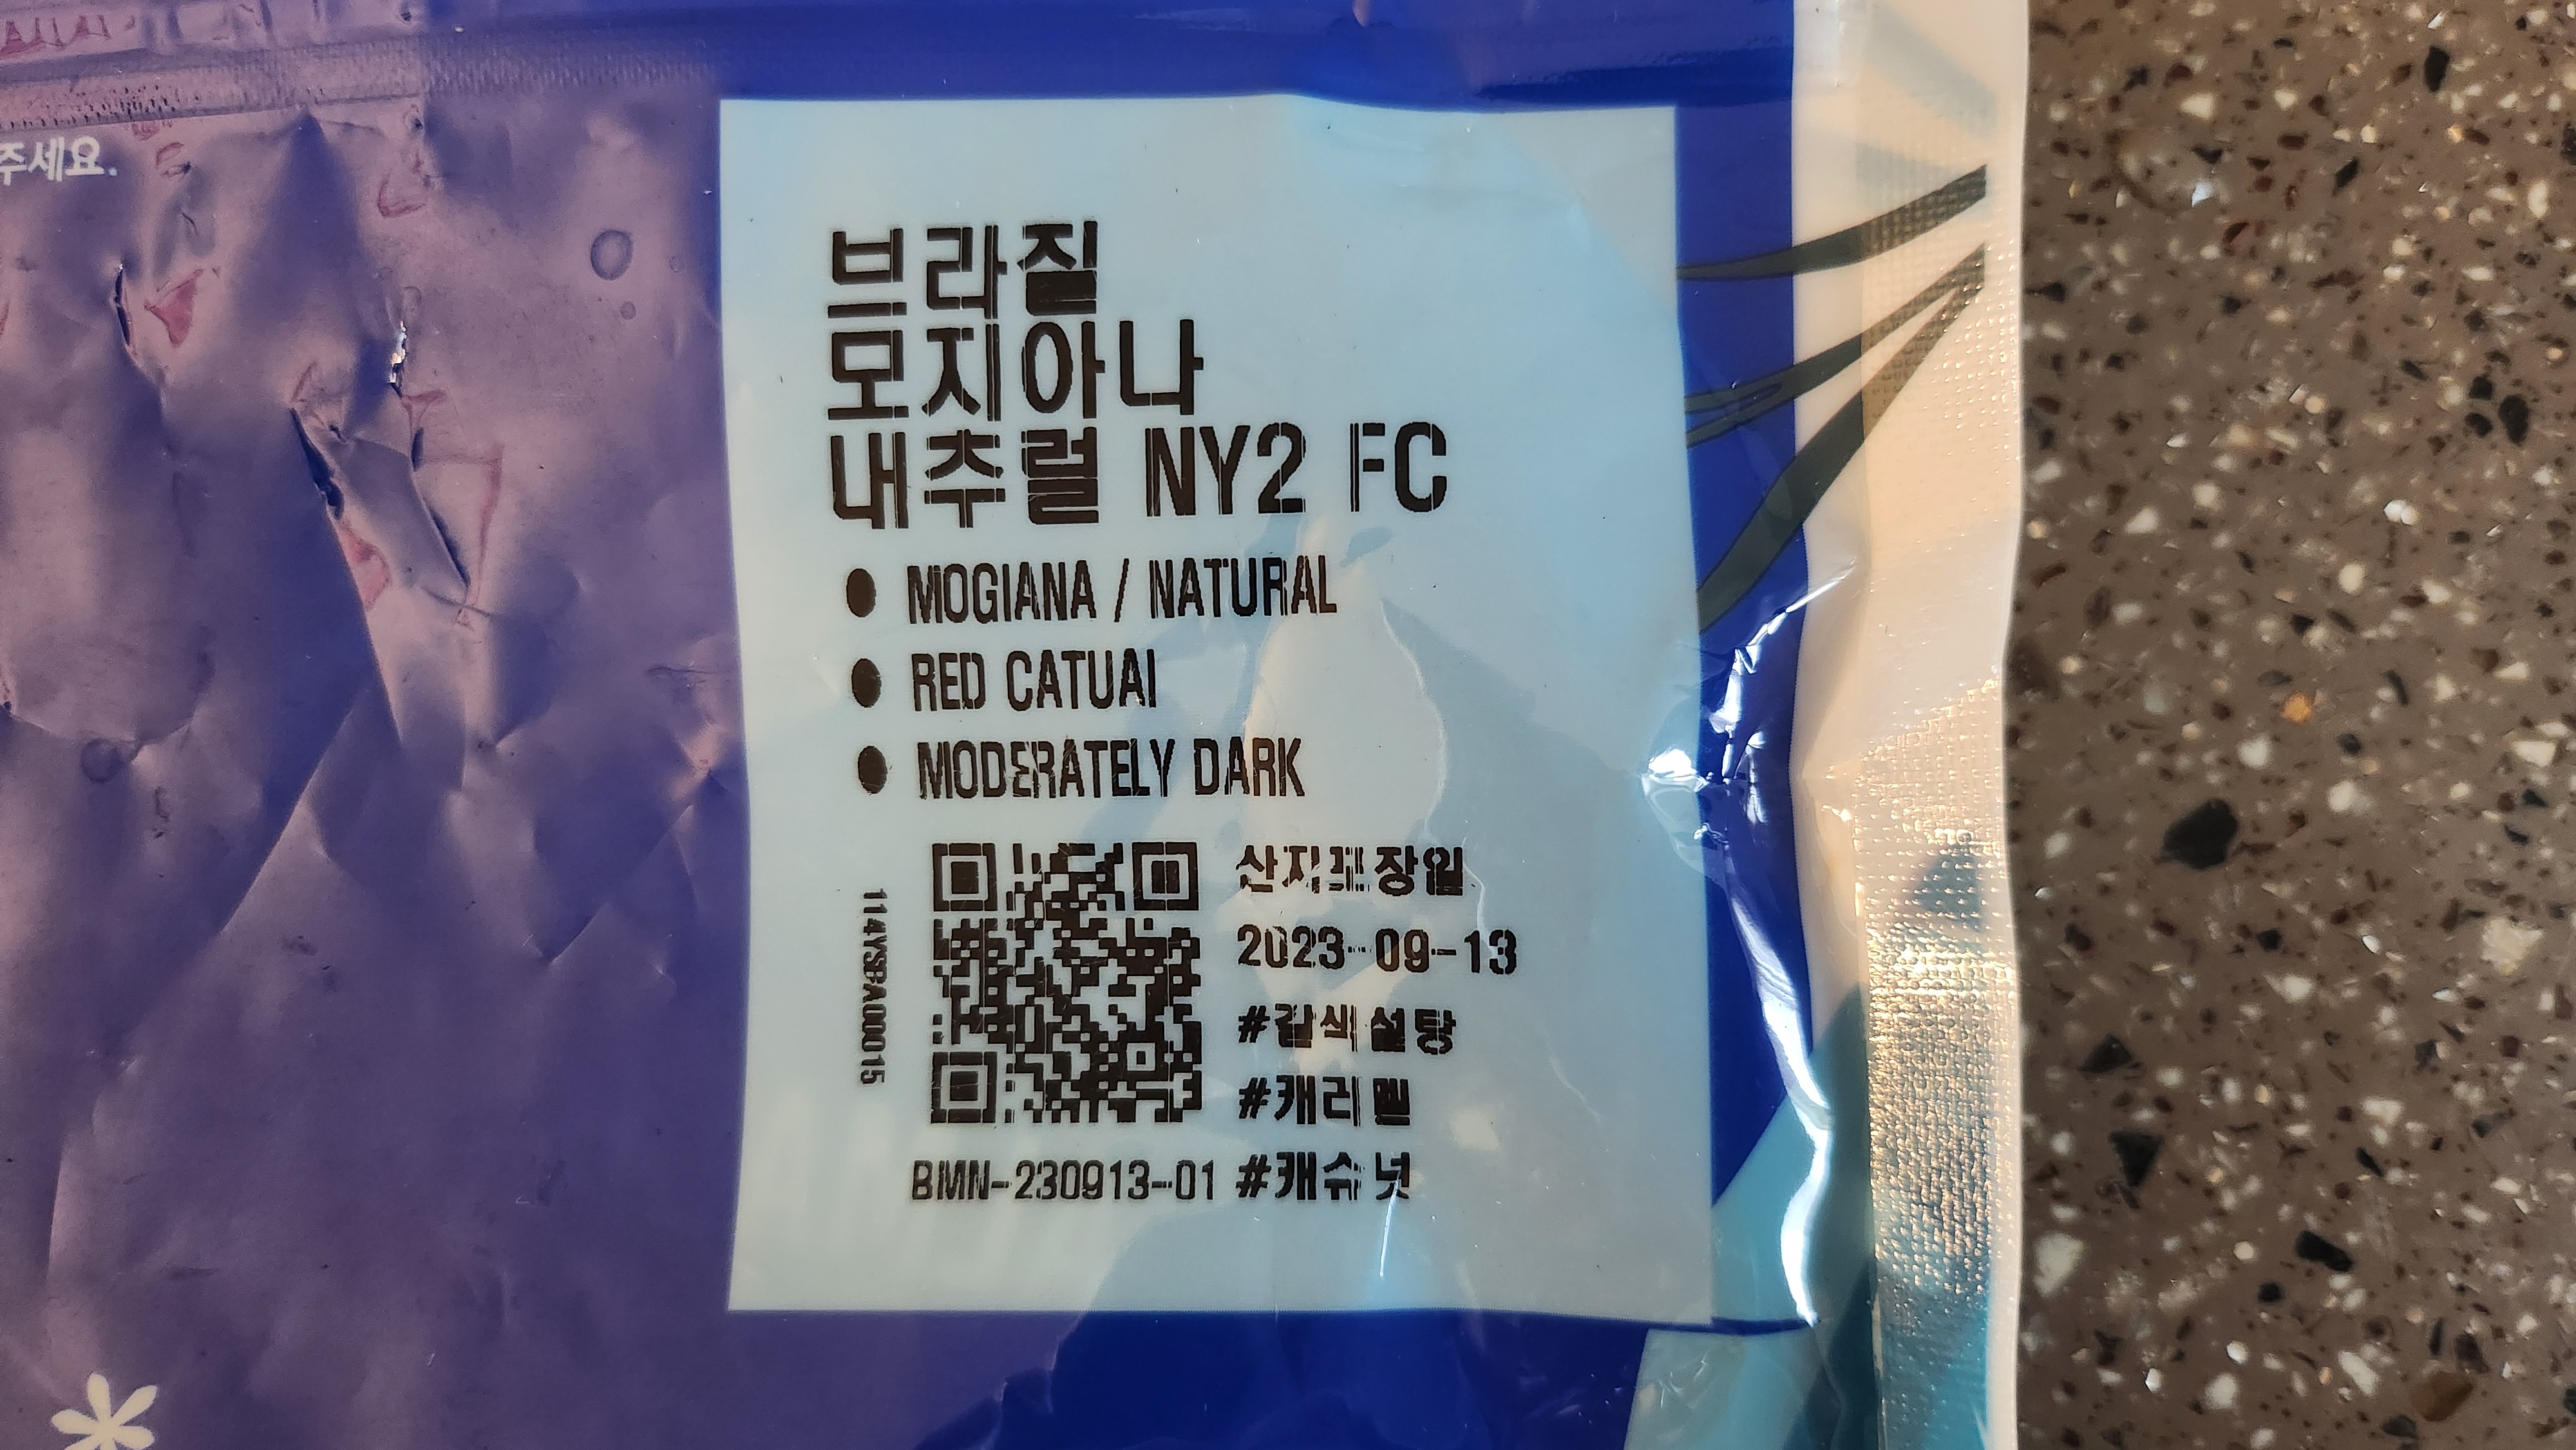 주세요.
브라질
모지아나
내추럴 NY2 FC
● MOGIANA / NATURAL
● RED CATUAI
● MODERATELY DARK
114YSBA00015
산지포장일
2023-09-13
#갈색설탕
#캐러멜
BMN-230913-01 #캐슈넛